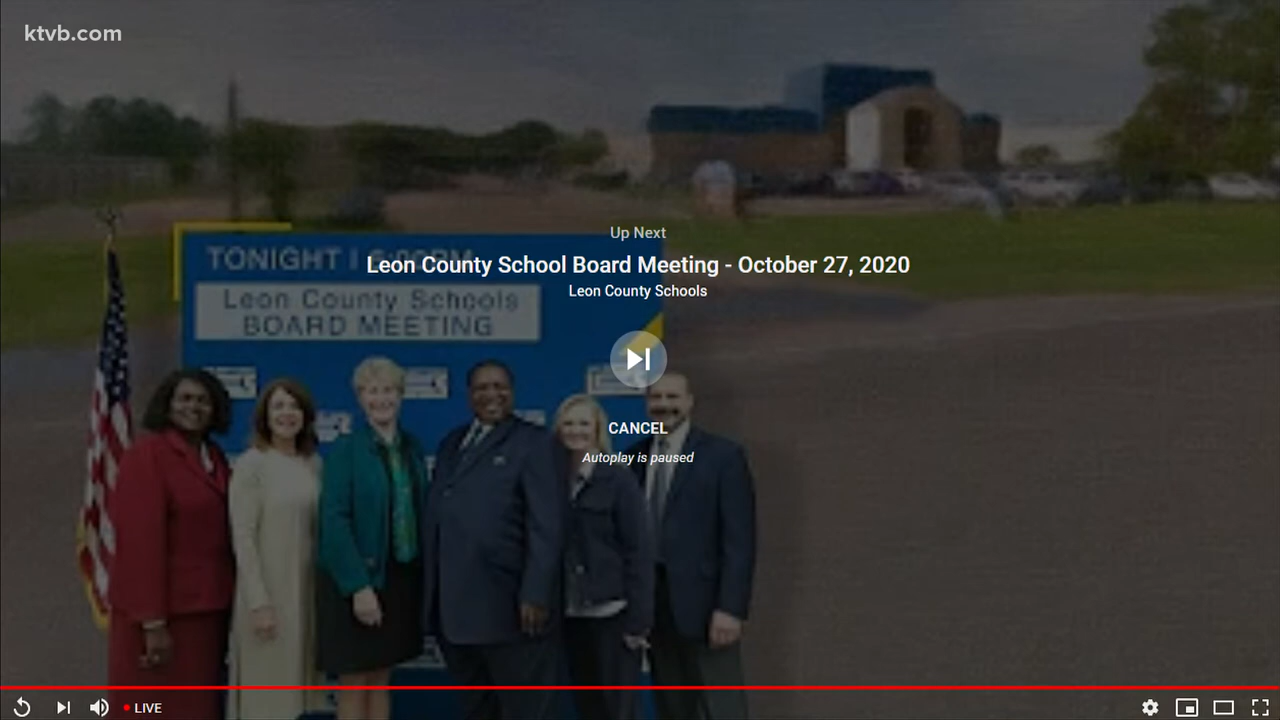 ktvb.com
Up Next
TONIGHT | 6:00PM
Leon County School Board Meeting - October 27, 2020
Leon County Schools
Leon County Schools
BOARD MEETING
CANCEL
Autoplay is paused
LIVE